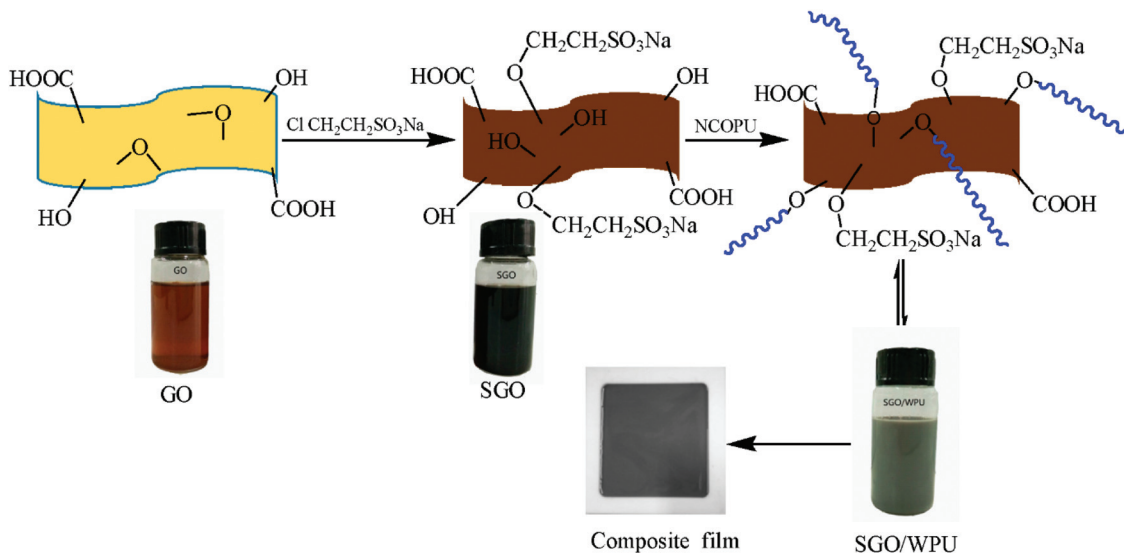 HOOC
OH
O
O
HO
COOH
GO
GO
Cl CH2CH2SO3Na
OCH2CH2SO3Na
HOOC
O
OH
OH
HO
OH
O
CH2CH2SO3Na
COOH
SGO
SGO
NCOPU
CH2CH2SO3Na
O
O
HOOC
O
O
O
O
COOH
CH2CH2SO3Na
SGO/WPU
SGO/WPU
Composite film